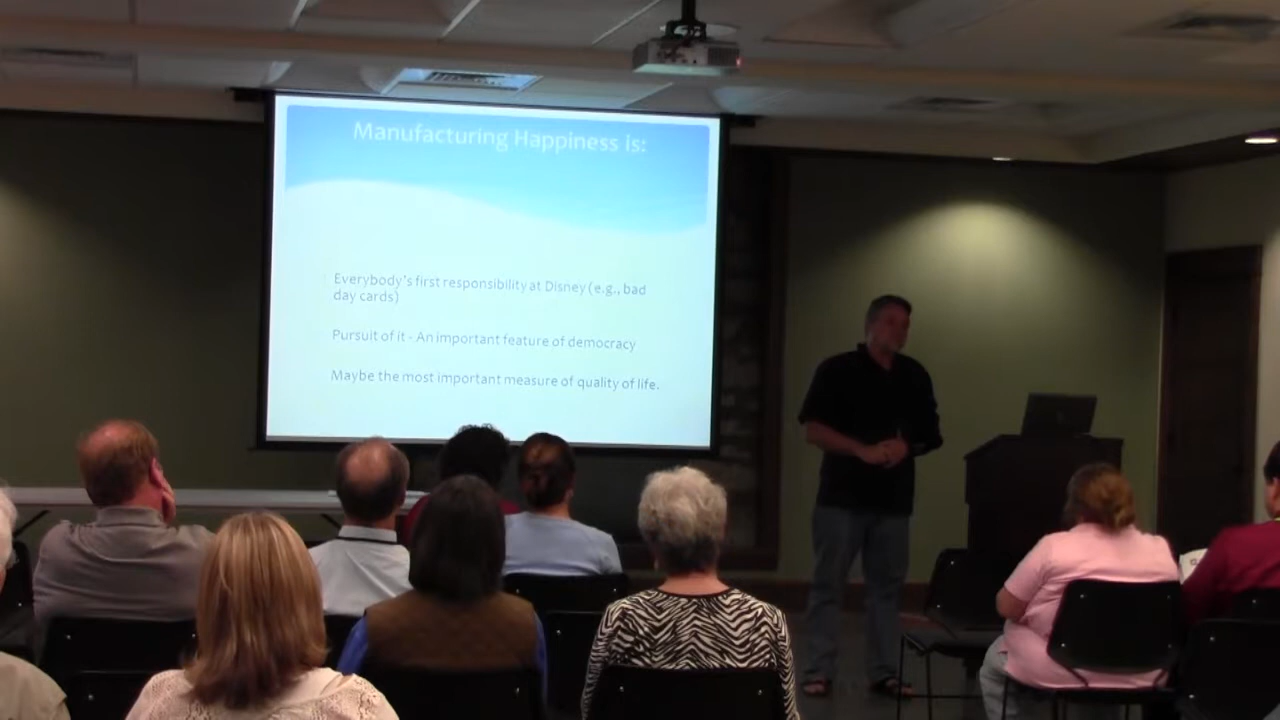 Manufacturing Happiness is:
Everybody's first responsibility at Disney (e.g., bad
day cards)
Pursuit of it - An important feature of democracy
Maybe the most important measure of quality of life.